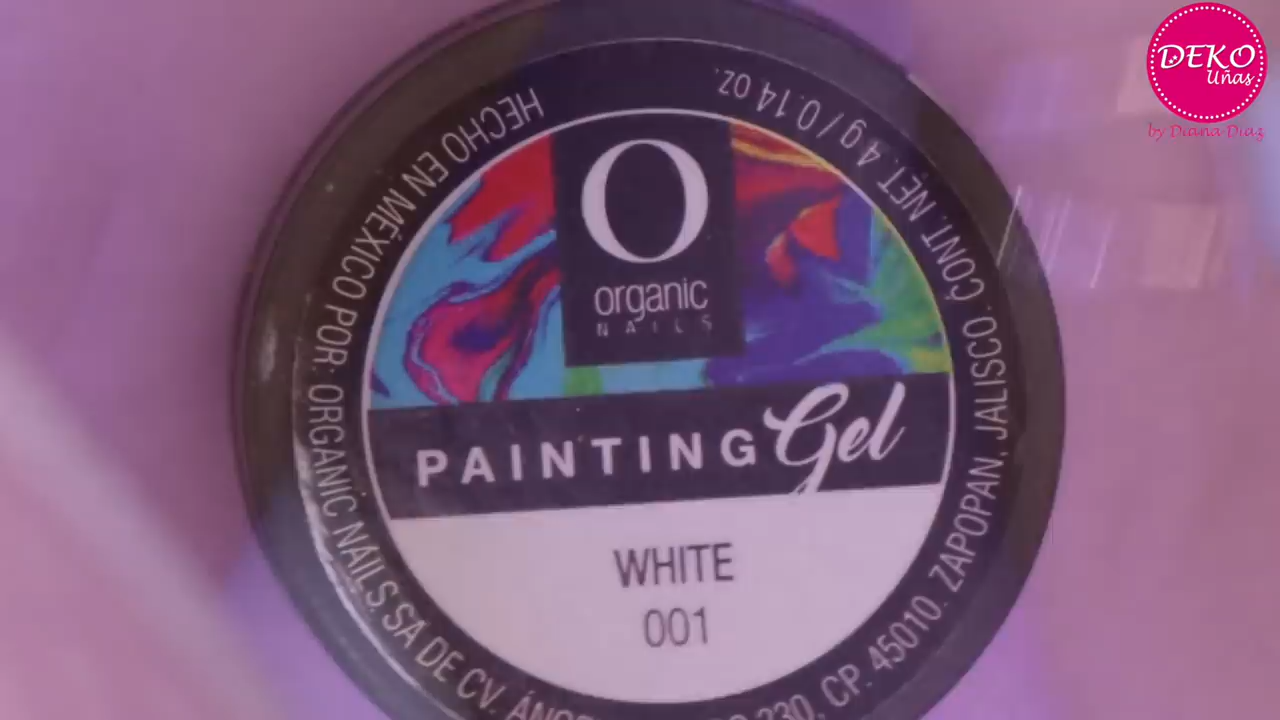 DEKO
Uñas
by Diana Diaz
HECHO EN MÉXICO POR: ORGANIC NAILS. SA DE CV. 230, CP. 45010. ZAPOPAN, JALISCO. CONT. NET. 4 g / 0.14 oz.
O
organic
NAILS
PAINTING Gel
WHITE
001